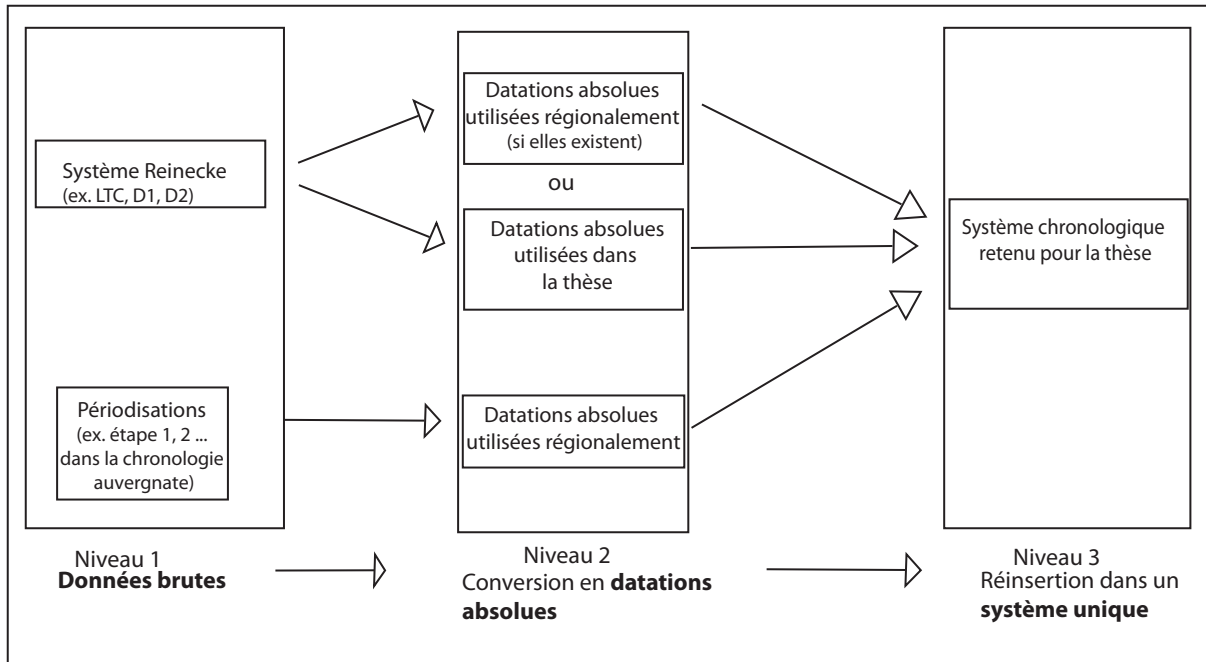 Système Reinecke
(ex. LTC, D1, D2)
Périodisations
(ex. étape 1, 2 ...
dans la chronologie
auvergnate)
Niveau 1
Données brutes
Datations absolues
utilisées régionalement
(si elles existent)
ou
Datations absolues
utilisées dans
la thèse
Datations absolues
utilisées régionalement
Niveau 2
Conversion en datations
absolues
Système chronologique
retenu pour la thèse
Niveau 3
Réinsertion dans un
système unique